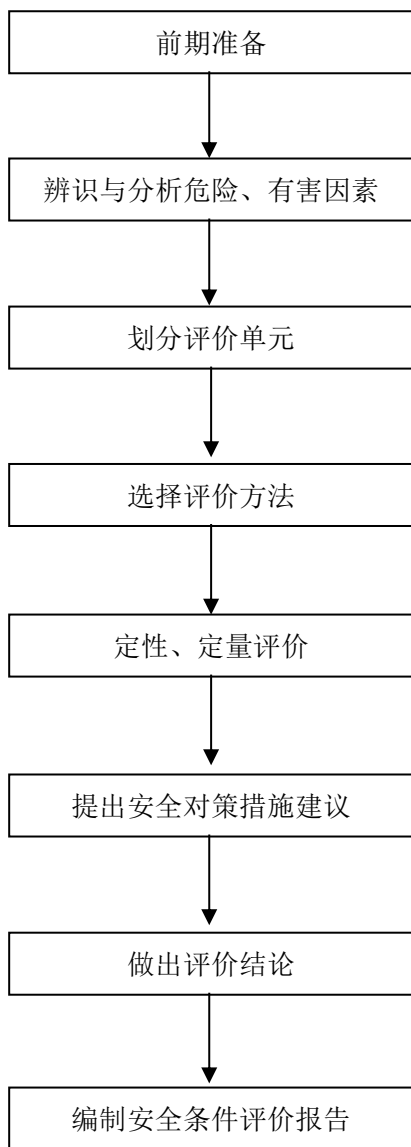 前期准备
辨识与分析危险、有害因素
划分评价单元
选择评价方法
定性、定量评价
提出安全对策措施建议
做出评价结论
编制安全条件评价报告